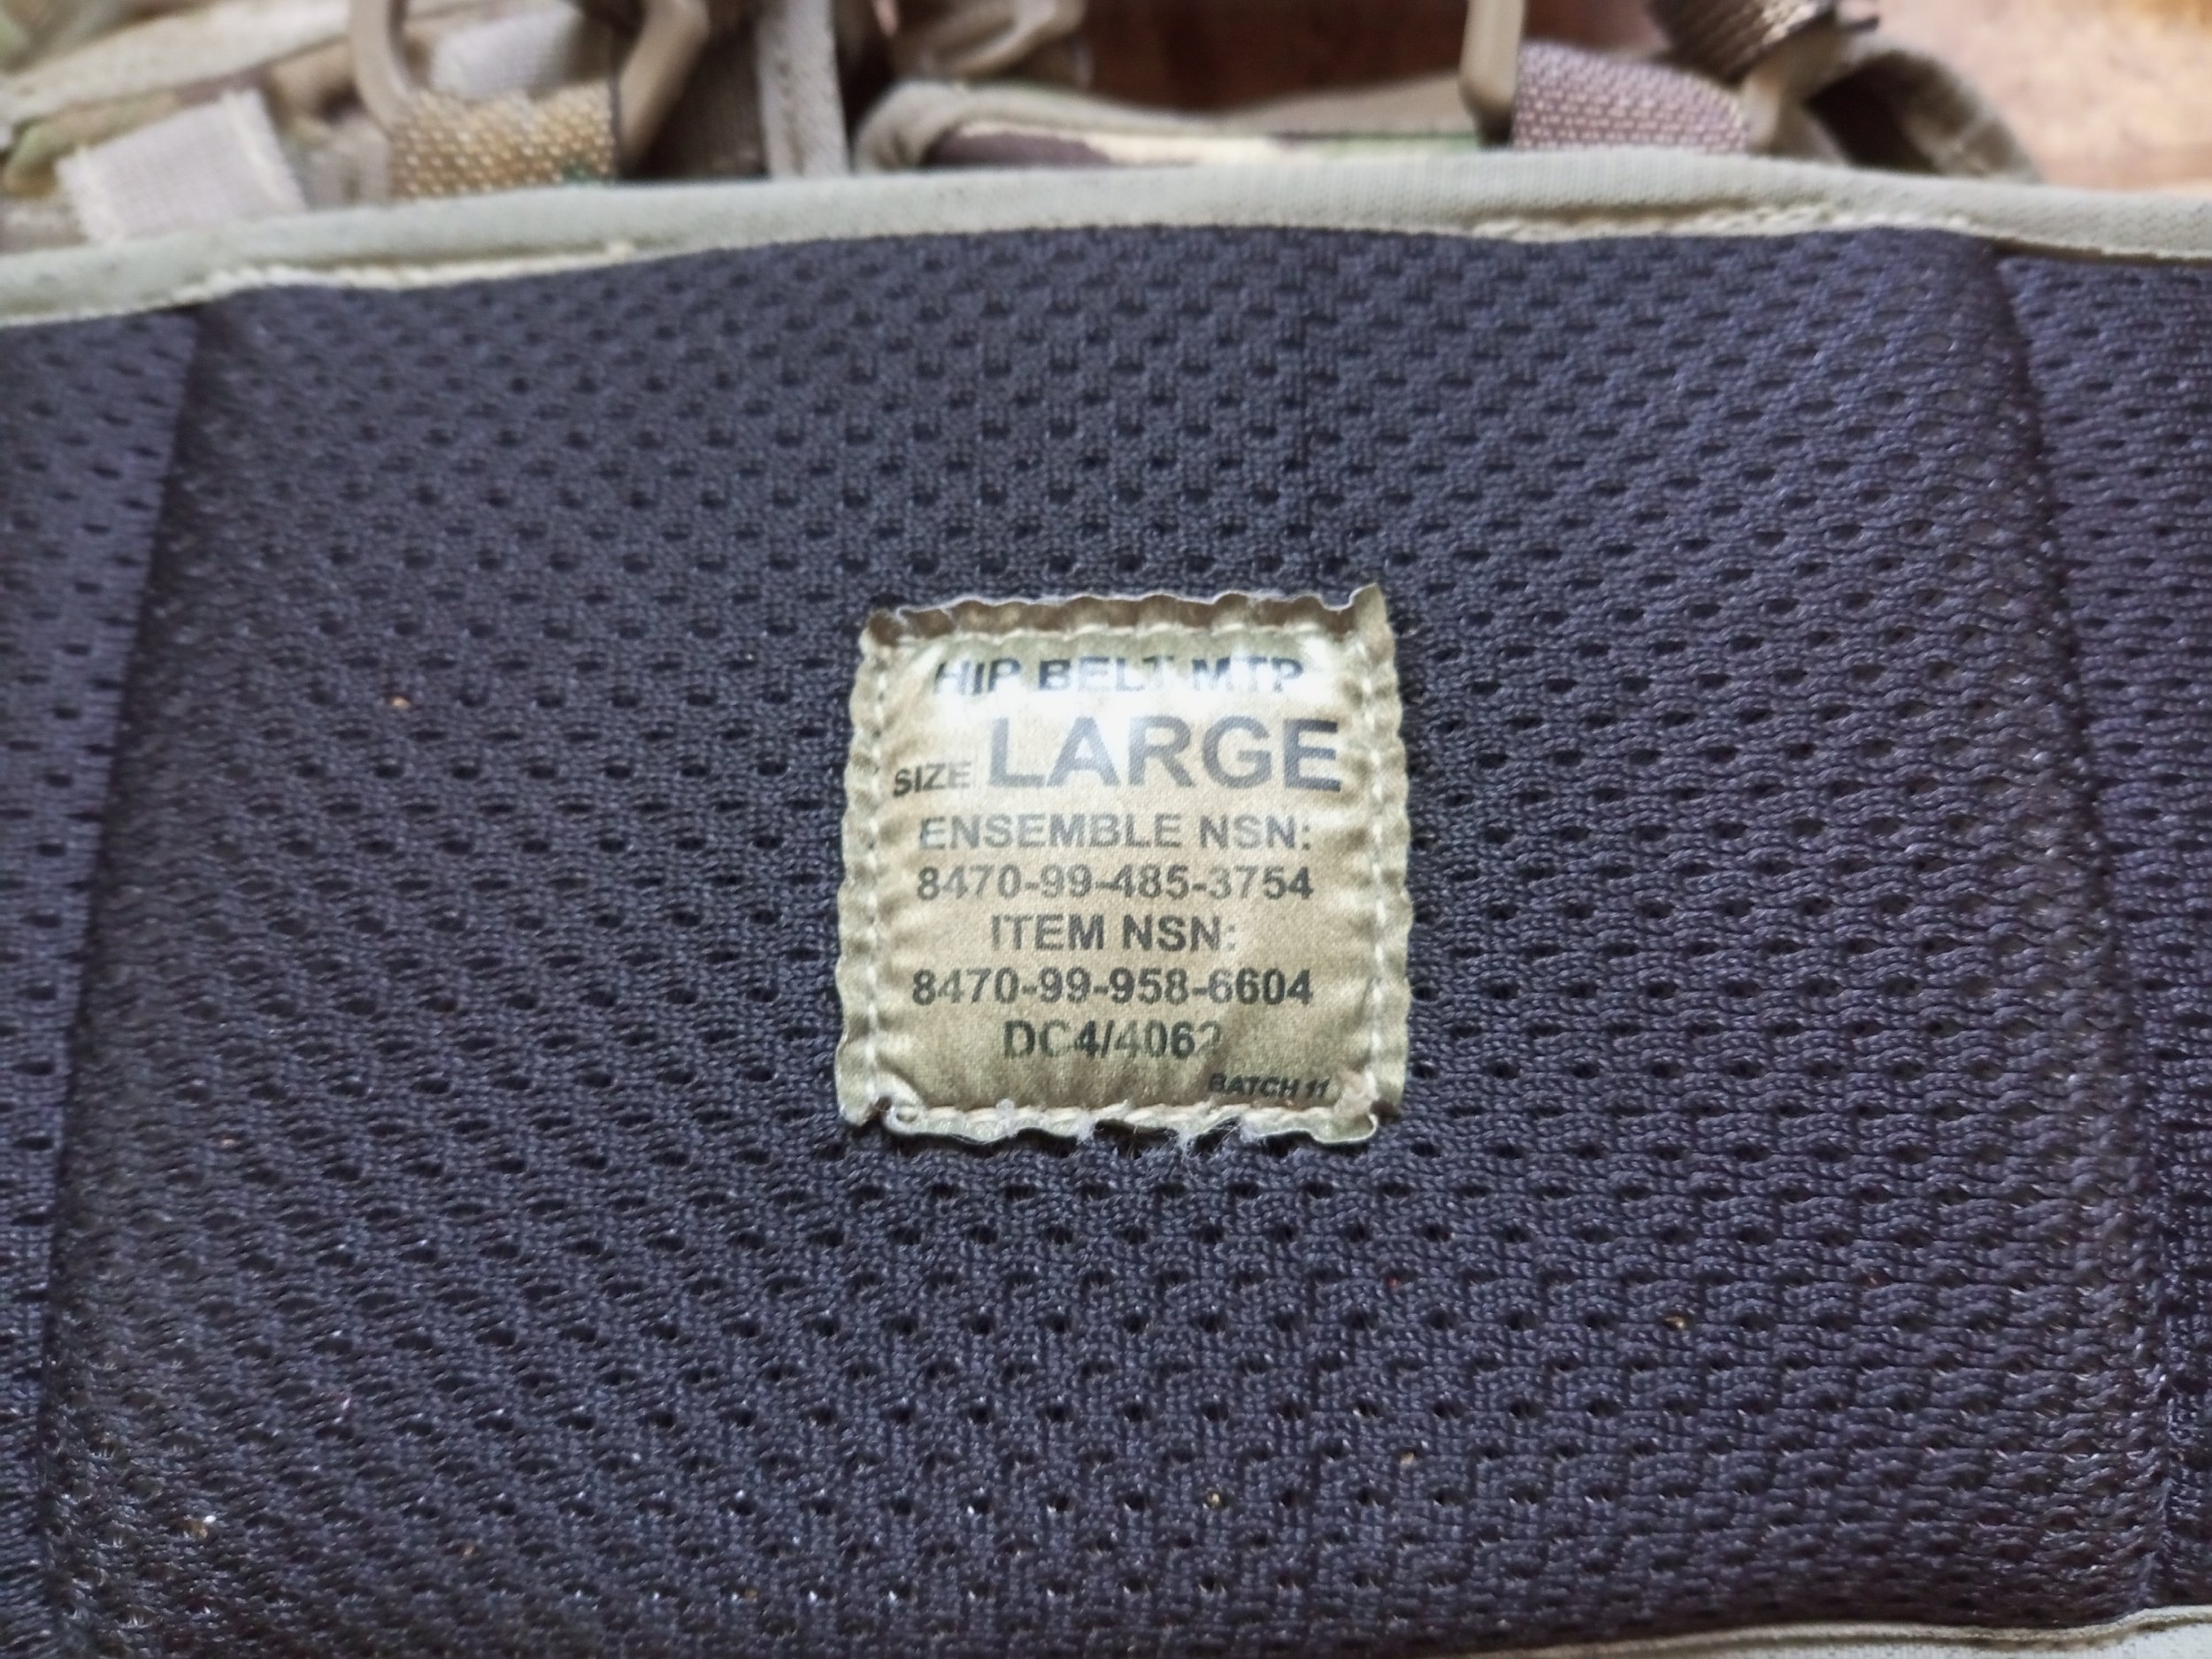 HIP BELT MTP
SIZE LARGE
ENSEMBLE NSN:
8470-99-485-3754
ITEM NSN:
8470-99-958-6604
DC4/4062
BATCH 11